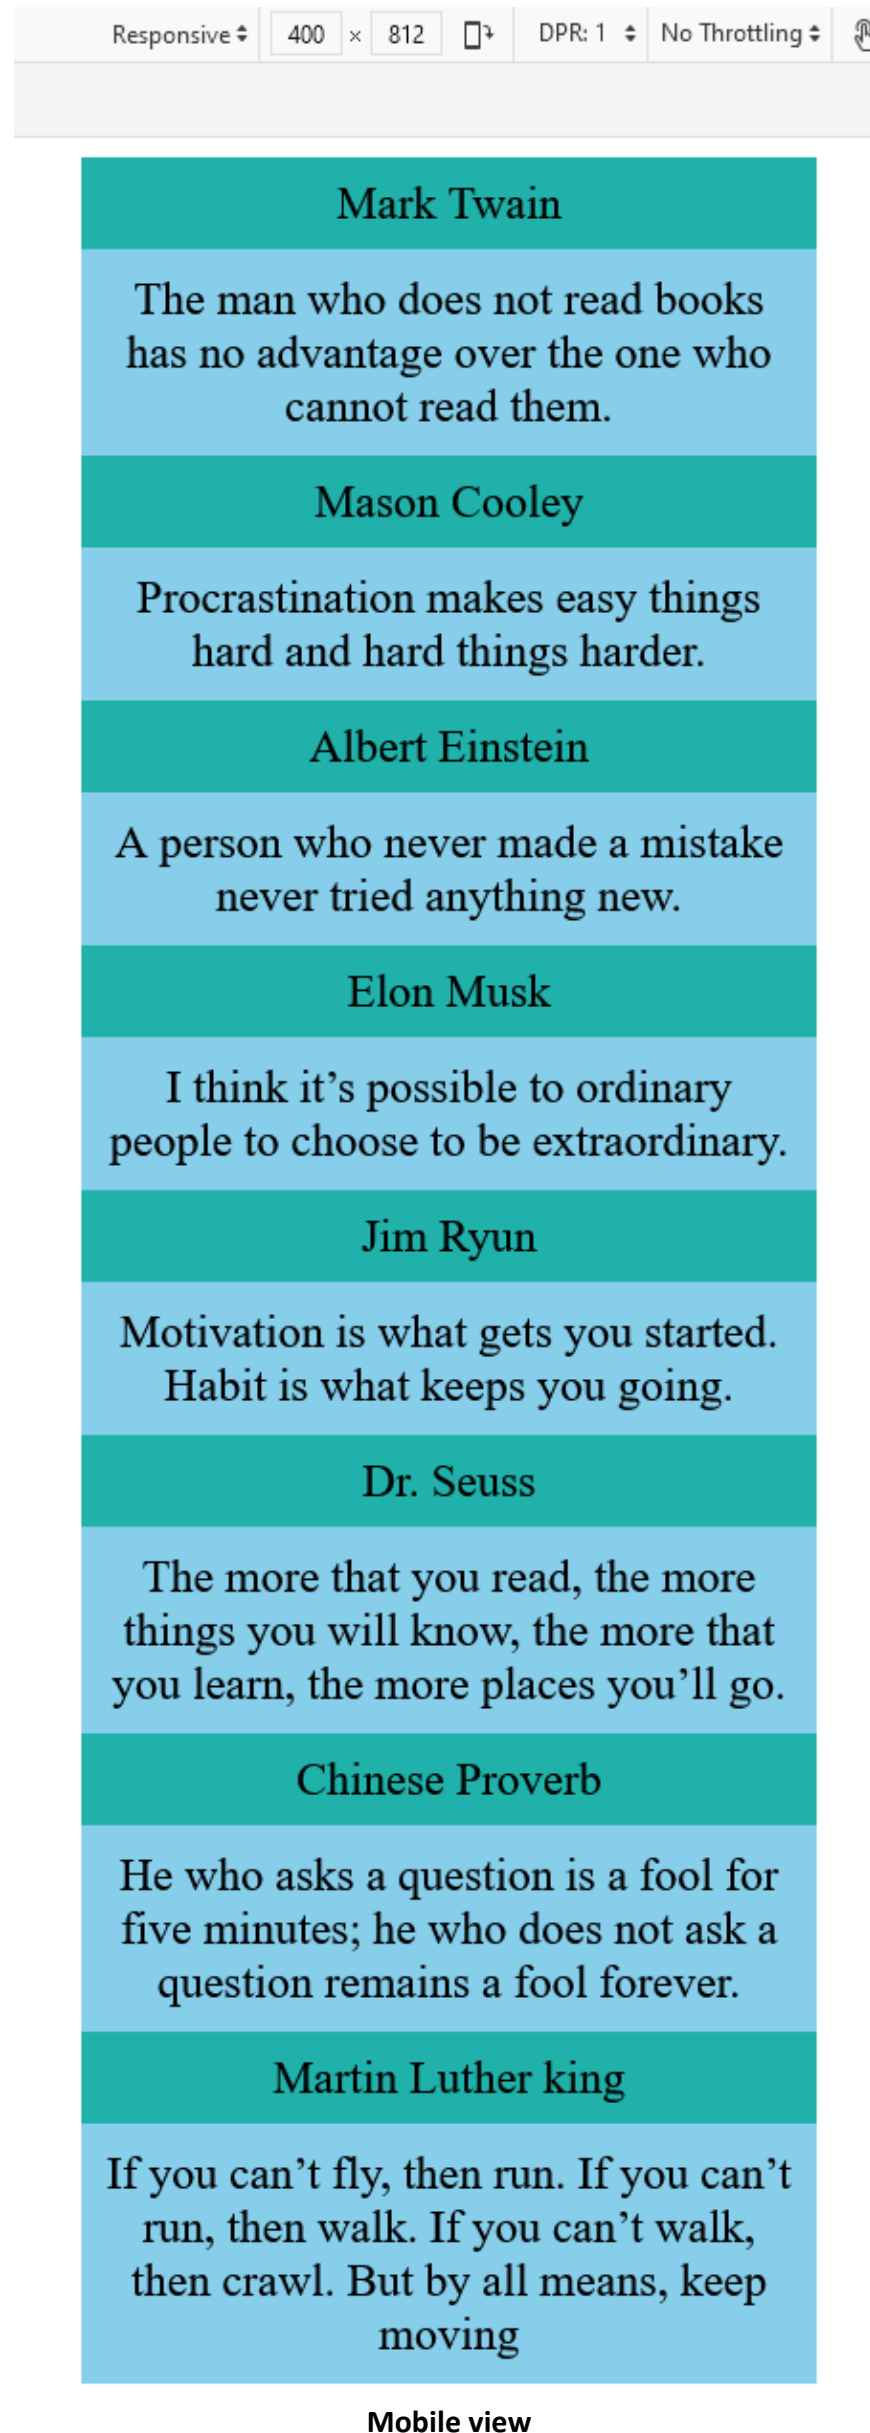 Responsive 400 × 812 DPR: 1 No Throttling
Mark Twain
The man who does not read books
has no advantage over the one who
cannot read them.
Mason Cooley
Procrastination makes easy things
hard and hard things harder.
Albert Einstein
A person who never made a mistake
never tried anything new.
Elon Musk
I think it’s possible to ordinary
people to choose to be extraordinary.
Jim Ryun
Motivation is what gets you started.
Habit is what keeps you going.
Dr. Seuss
The more that you read, the more
things you will know, the more that
you learn, the more places you’ll go.
Chinese Proverb
He who asks a question is a fool for
five minutes; he who does not ask a
question remains a fool forever.
Martin Luther king
If you can’t fly, then run. If you can’t
run, then walk. If you can’t walk,
then crawl. But by all means, keep
moving
Mobile view